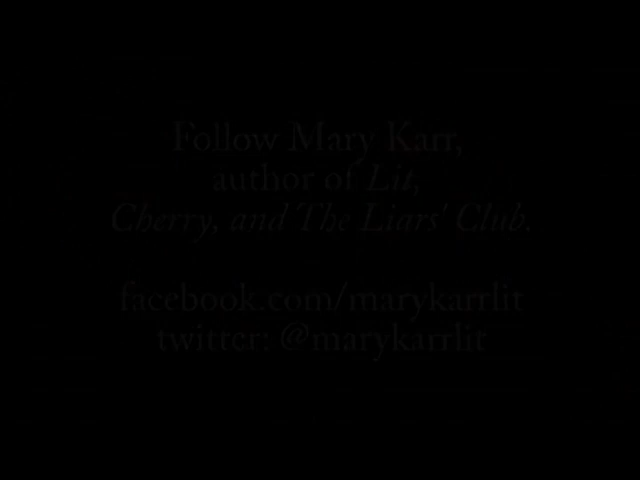 Follow Mary Karr,
author of Lit,
Cherry, and The Liars' Club.
facebook.com/marykarrlit
twitter: @marykarrlit